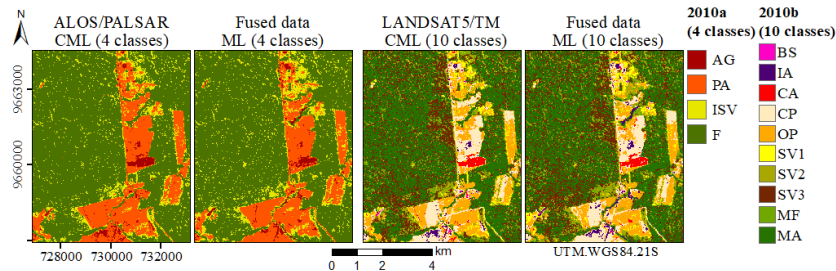 ALOS/PALSAR
CML (4 classes)
Fused data
ML (4 classes)
LANDSAT5/TM
CML (10 classes)
Fused data
ML (10 classes)
2010a
(4 classes)
2010b
(10 classes)
N
9663000
9660000
728000
730000
732000
AG
PA
ISV
F
BS
IA
CA
CP
OP
SV1
SV2
SV3
MF
MA
km
0 1 2 4
UTM.WGS84.21S